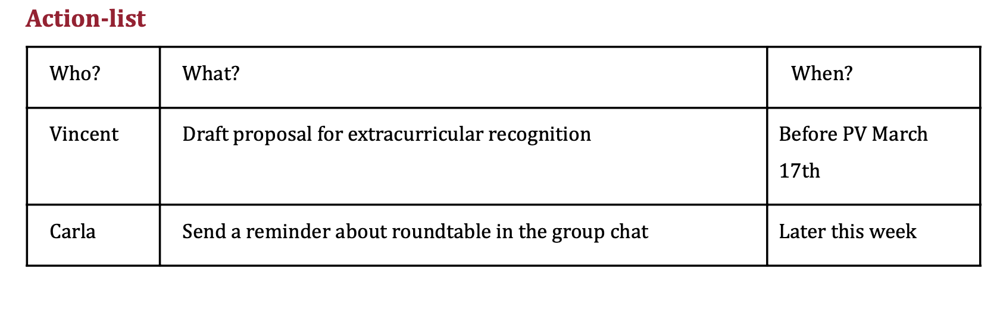 Action-list
Who? What? When?
Vincent Draft proposal for extracurricular recognition Before PV March
17th
Carla Send a reminder about roundtable in the group chat Later this week